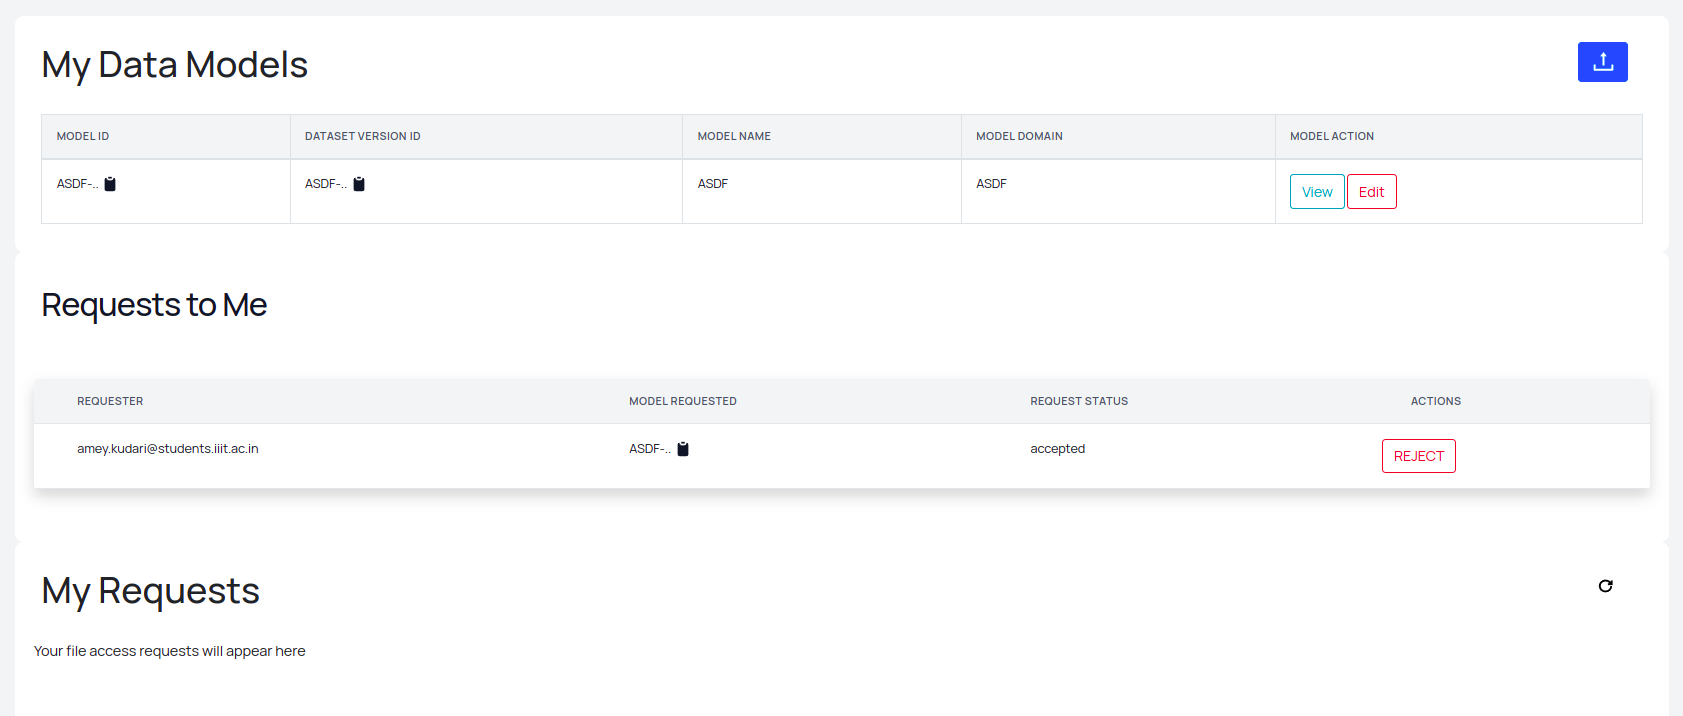 My Data Models
MODEL ID DATASET VERSION ID MODEL NAME MODEL DOMAIN MODEL ACTION
ASDF-.. ASDF-.. ASDF ASDF View Edit
Requests to Me
REQUESTER MODEL REQUESTED REQUEST STATUS ACTIONS
amey.kudari@students.iiit.ac.in ASDF-.. accepted REJECT
My Requests
Your file access requests will appear here